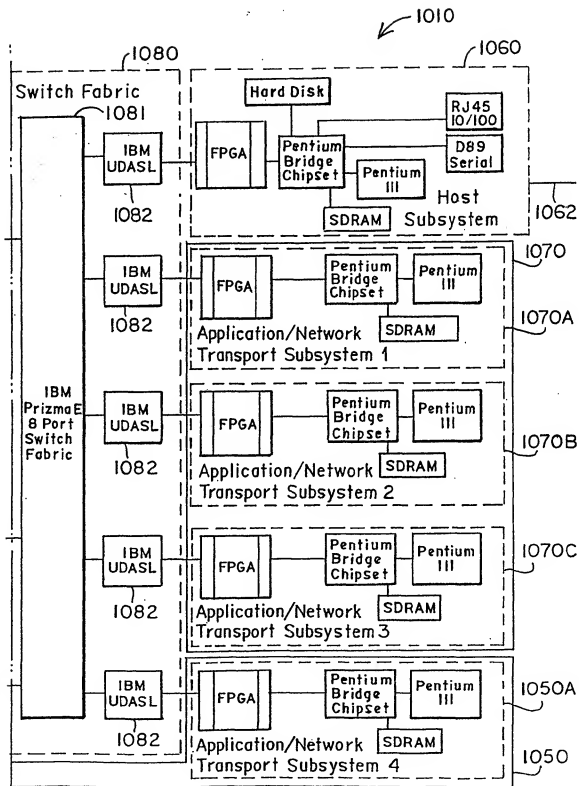 1010
1080
1060
Switch Fabric
1081
Hard Disk
RJ45
10/100
IBM
UDASL
FPGA
Pentium
Bridge
Chipset
D89
Serial
Pentium
III
1082
Host
Subsystem
SDRAM
1062
1070
IBM
UDASL
FPGA
Pentium
Bridge
Chipset
Pentium
III
1070A
1082
SDRAM
Application/Network
Transport Subsystem 1
IBM
PrizmaE
8 Port
Switch
Fabric
IBM
UDASL
FPGA
Pentium
Bridge
Chipset
Pentium
III
1070B
1082
SDRAM
Application/Network
Transport Subsystem 2
IBM
UDASL
FPGA
Pentium
Bridge
Chipset
Pentium
III
1070C
1082
SDRAM
Application/Network
Transport Subsystem 3
IBM
UDASL
FPGA
Pentium
Bridge
Chipset
Pentium
III
1050A
1082
SDRAM
Application/Network
Transport Subsystem 4
1050